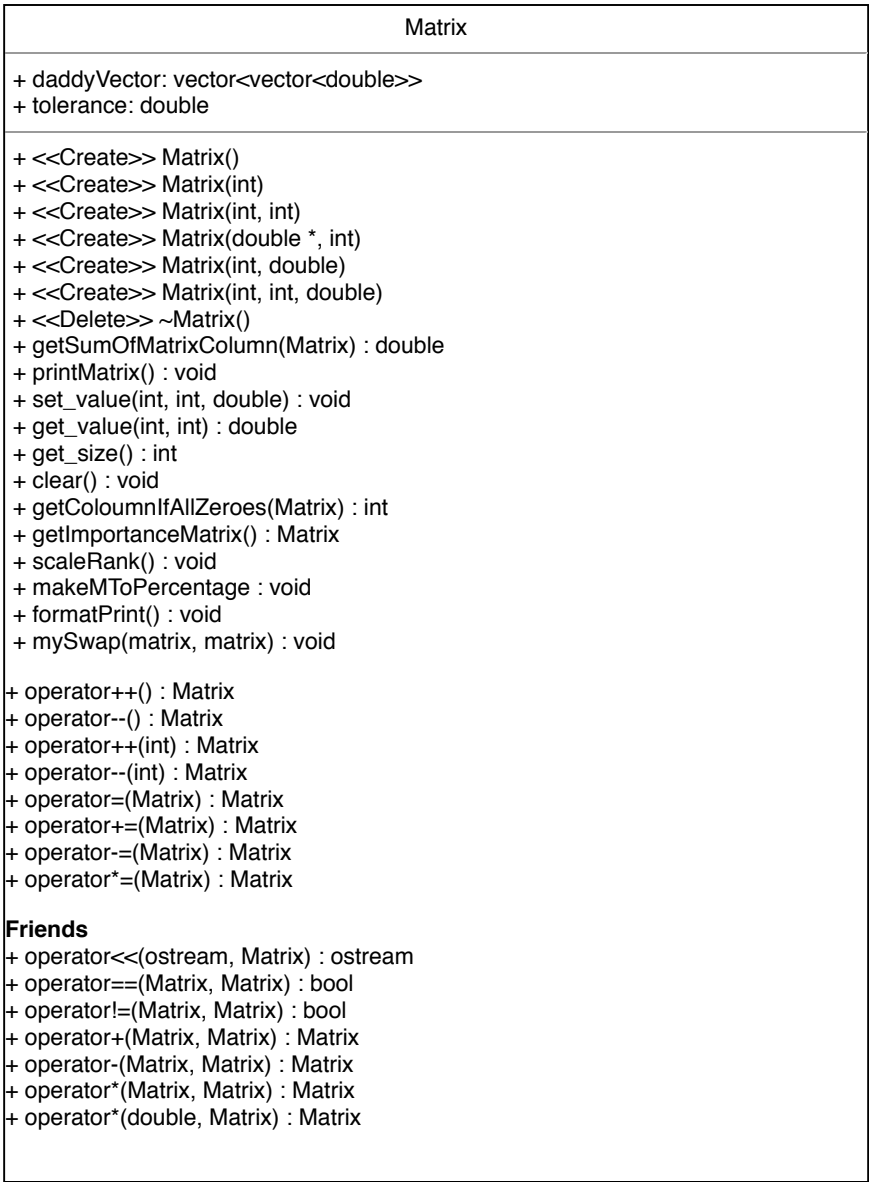 Matrix
+ daddyVector: vector<vector<double>>
+ tolerance: double
+ <<Create>> Matrix()
+ <<Create>> Matrix(int)
+ <<Create>> Matrix(int, int)
+ <<Create>> Matrix(double *, int)
+ <<Create>> Matrix(int, double)
+ <<Create>> Matrix(int, int, double)
+ <<Delete>> ~Matrix()
+ getSumOfMatrixColumn(Matrix) : double
+ printMatrix() : void
+ set_value(int, int, double) : void
+ get_value(int, int) : double
+ get_size() : int
+ clear() : void
+ getColoumnIfAllZeroes(Matrix) : int
+ getImportanceMatrix() : Matrix
+ scaleRank() : void
+ makeMToPercentage : void
+ formatPrint() : void
+ mySwap(matrix, matrix) : void
+ operator++() : Matrix
+ operator--() : Matrix
+ operator++(int) : Matrix
+ operator--(int) : Matrix
+ operator=(Matrix) : Matrix
+ operator+=(Matrix) : Matrix
+ operator-=(Matrix) : Matrix
+ operator*=(Matrix) : Matrix
Friends
+ operator<<(ostream, Matrix) : ostream
+ operator==(Matrix, Matrix) : bool
+ operator!=(Matrix, Matrix) : bool
+ operator+(Matrix, Matrix) : Matrix
+ operator-(Matrix, Matrix) : Matrix
+ operator*(Matrix, Matrix) : Matrix
+ operator*(double, Matrix) : Matrix